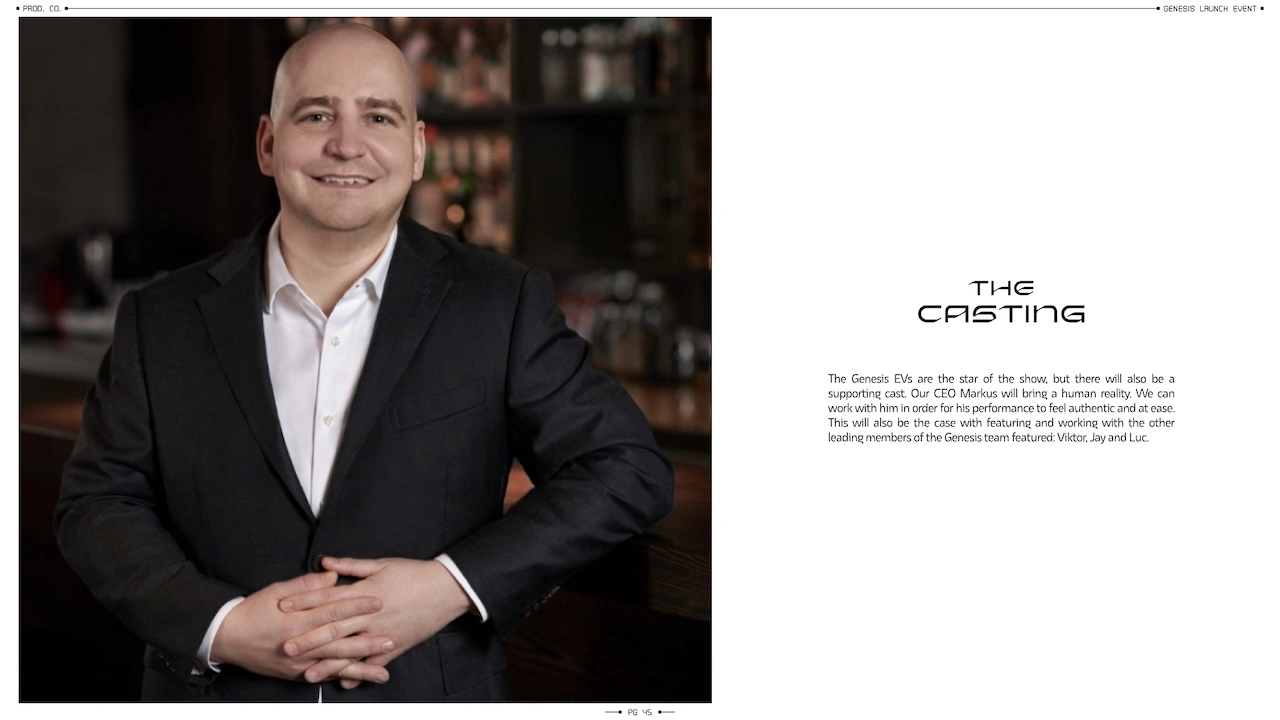 PROD. CO.
GENESIS LAUNCH EVENT
THE
CASTING
The Genesis EVs are the star of the show, but there will also be a
supporting cast. Our CEO Markus will bring a human reality. We can
work with him in order for his performance to feel authentic and at ease.
This will also be the case with featuring and working with the other
leading members of the Genesis team featured: Viktor, Jay and Luc.
PG 45